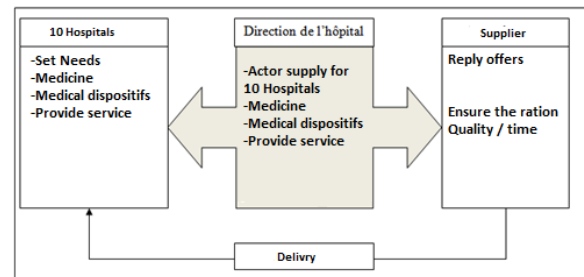 10 Hospitals
-Set Needs
-Medicine
-Medical dispositifs
-Provide service
Direction de l'hôpital
-Actor supply for
10 Hospitals
-Medicine
-Medical dispositifs
-Provide service
Supplier
Reply offers
Ensure the ration
Quality / time
Delivry